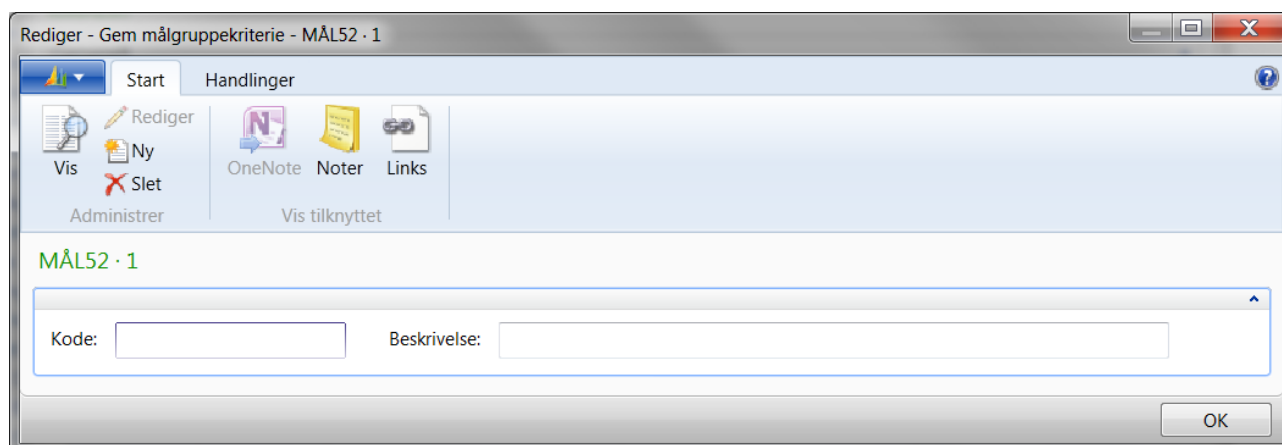 Rediger - Gem målgruppekriterie - MÅL52 · 1
Start Handlinger
Vis
Rediger
Ny
Slet
OneNote Noter Links
Administrer Vis tilknyttet
MÅL52 · 1
Kode: Beskrivelse:
OK